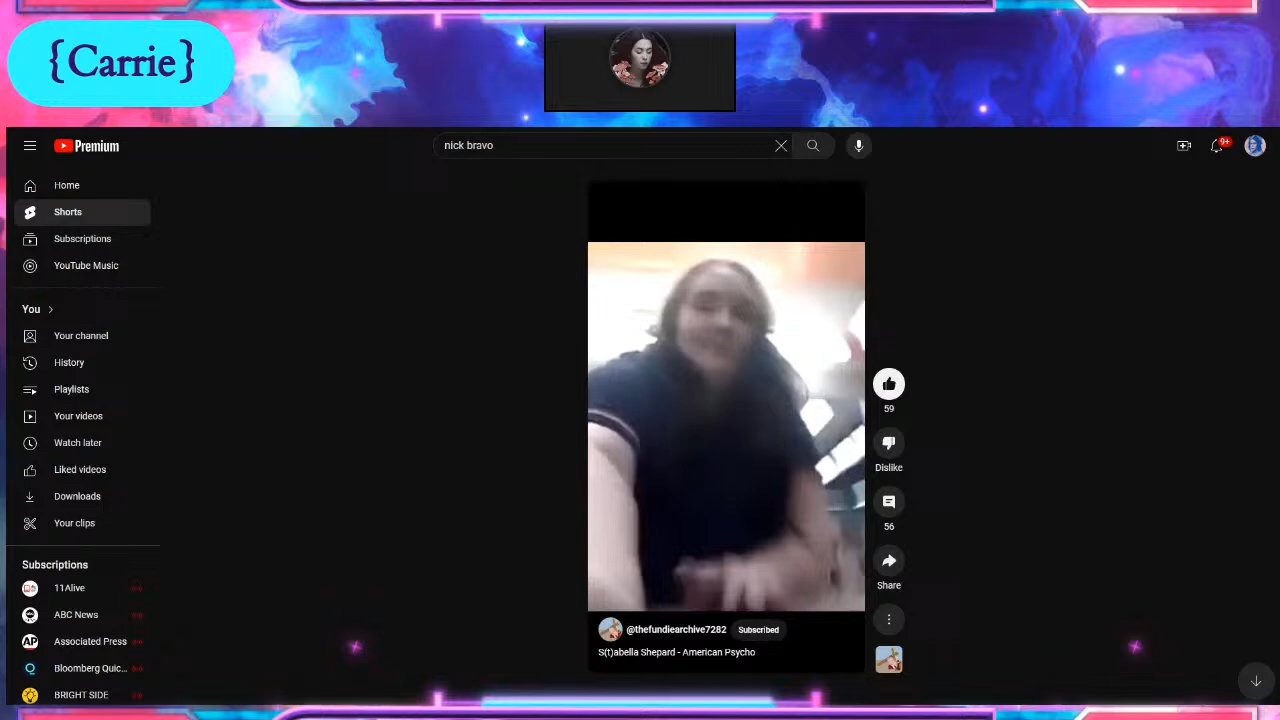 {Carrie}
Premium
nick bravo
9+
Home
Shorts
Subscriptions
YouTube Music
You
Your channel
History
Playlists
Your videos
Watch later
Liked videos
Downloads
Your clips
Subscriptions
11Alive
ABC News
AP
Associated Press
Bloomberg Quic...
BRIGHT SIDE
59
Dislike
56
Share
@thefundiearchive7282 Subscribed
S(t)abella Shepard - American Psycho